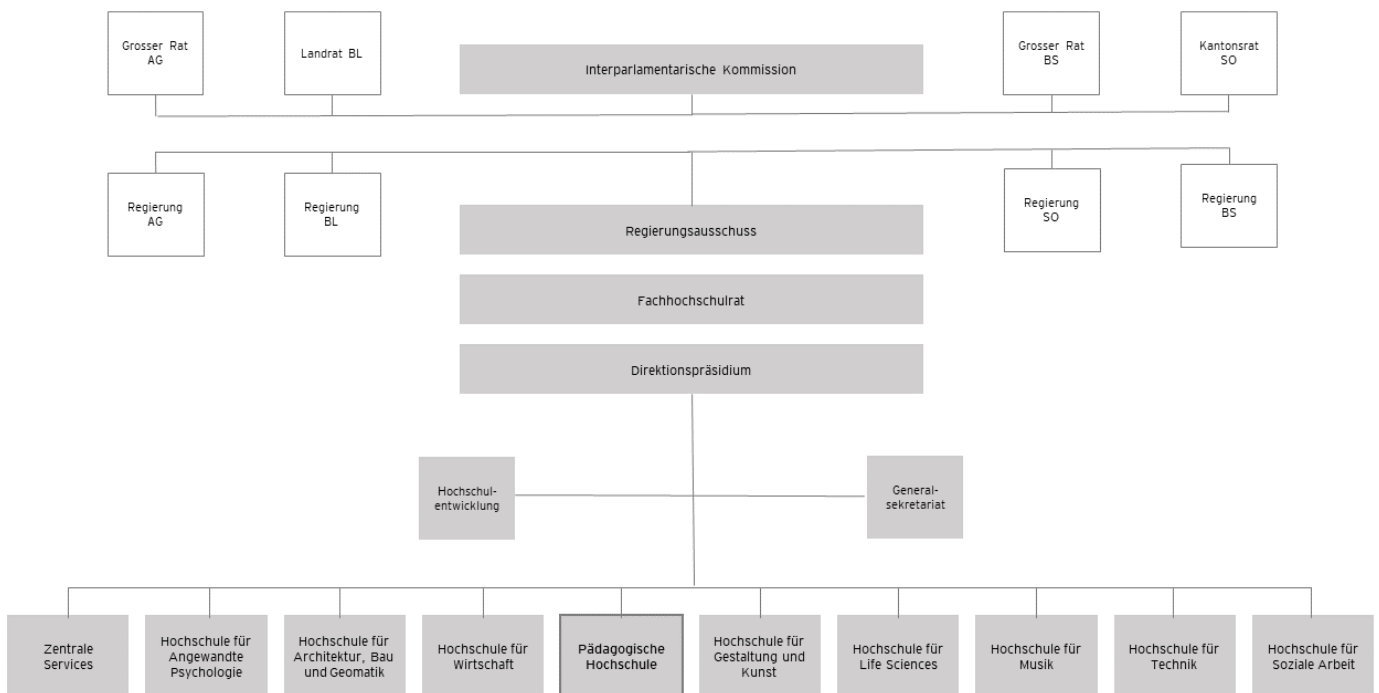 Grosser Rat
AG
Landrat BL
Interparlamentarische Kommission
Grosser Rat
BS
Kantonsrat
SO
Regierung
AG
Regierung
BL
Regierungsausschuss
Regierung
SO
Regierung
BS
Fachhochschulrat
Direktionspräsidium
Hochschul-
entwicklung
General-
sekretariat
Zentrale
Services
Hochschule für
Angewandte
Psychologie
Hochschule für
Architektur, Bau
und Geomatik
Hochschule für
Wirtschaft
Pädagogische
Hochschule
Hochschule für
Gestaltung und
Kunst
Hochschule für
Life Sciences
Hochschule für
Musik
Hochschule für
Technik
Hochschule für
Soziale Arbeit